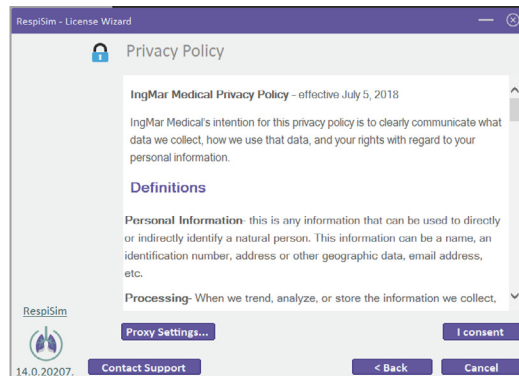 RespiSim - License Wizard
Privacy Policy
IngMar Medical Privacy Policy - effective July 5, 2018
IngMar Medical's intention for this privacy policy is to clearly communicate what
data we collect, how we use that data, and your rights with regard to your
personal information.
Definitions
Personal Information- this is any information that can be used to directly
or indirectly identify a natural person. This information can be a name, an
identification number, address or other geographic data, email address,
etc.
Processing- When we trend, analyze, or store the information we collect,
RespiSim
Proxy Settings...
I consent
14.0.20207.
Contact Support
< Back
Cancel